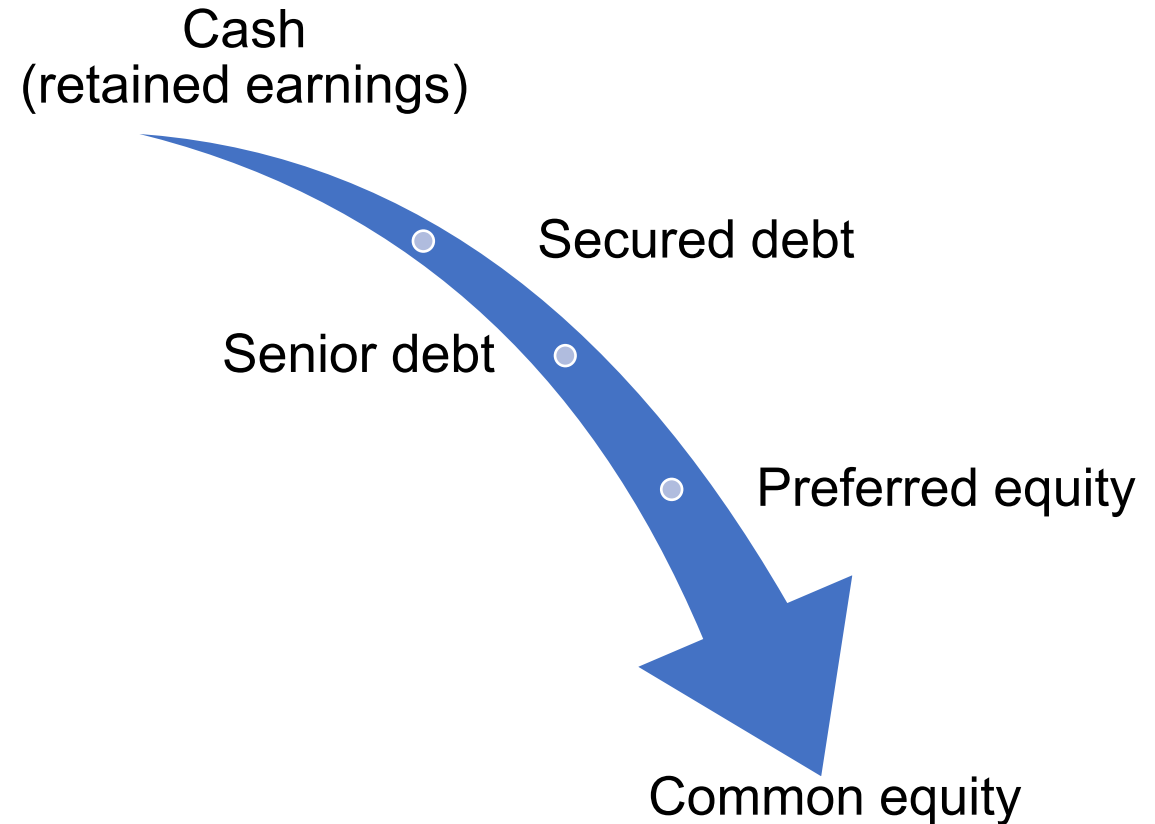 Cash
(retained earnings)
Secured debt
Senior debt
Preferred equity
Common equity